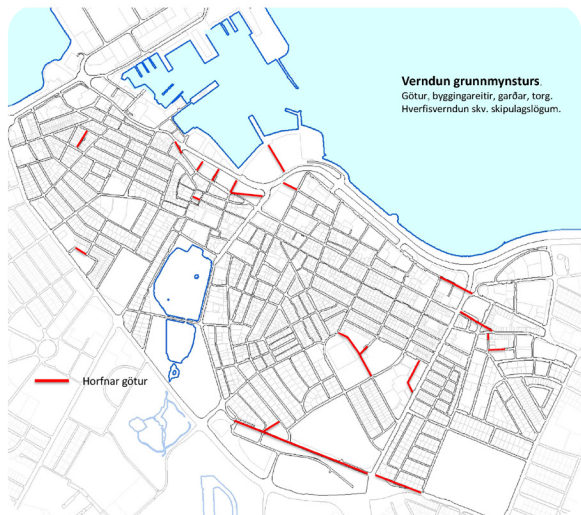 Verndun grunnmynsturs.
Götur, byggingareitir, garðar, torg.
Hverfisverndun skv. skipulagslögum.
Horfnar götur